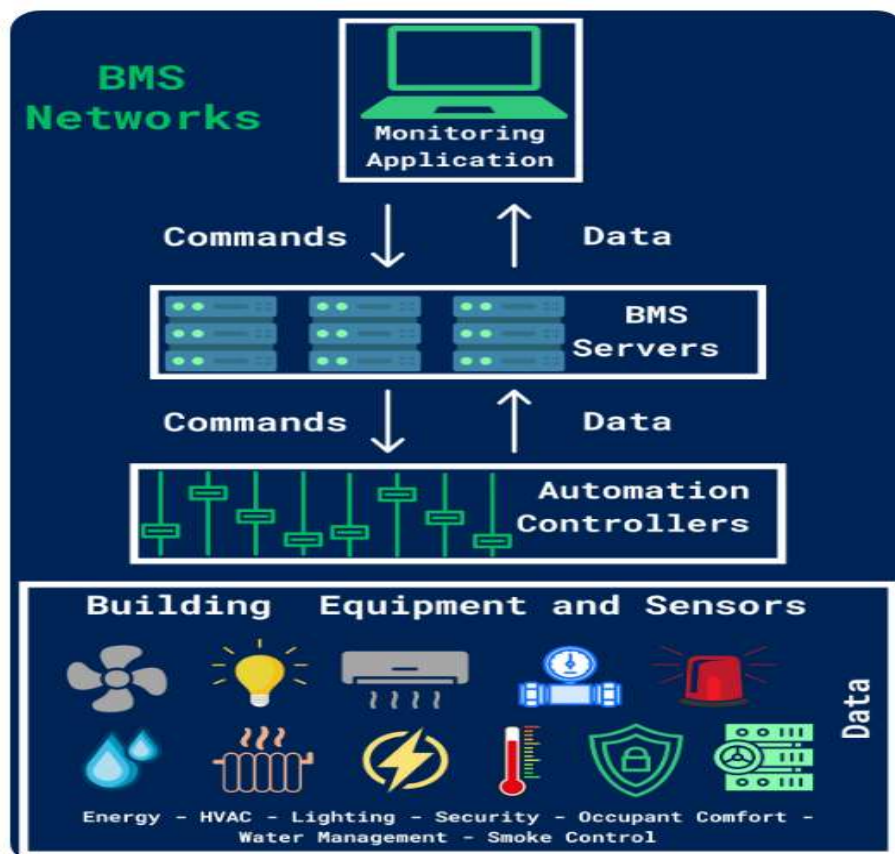 BMS
Networks
Monitoring
Application
Commands
Data
BMS
Servers
Commands
Data
Automation
Controllers
Building Equipment and Sensors
Data
Energy - HVAC - Lighting - Security - Occupant Comfort -
Water Management - Smoke Control